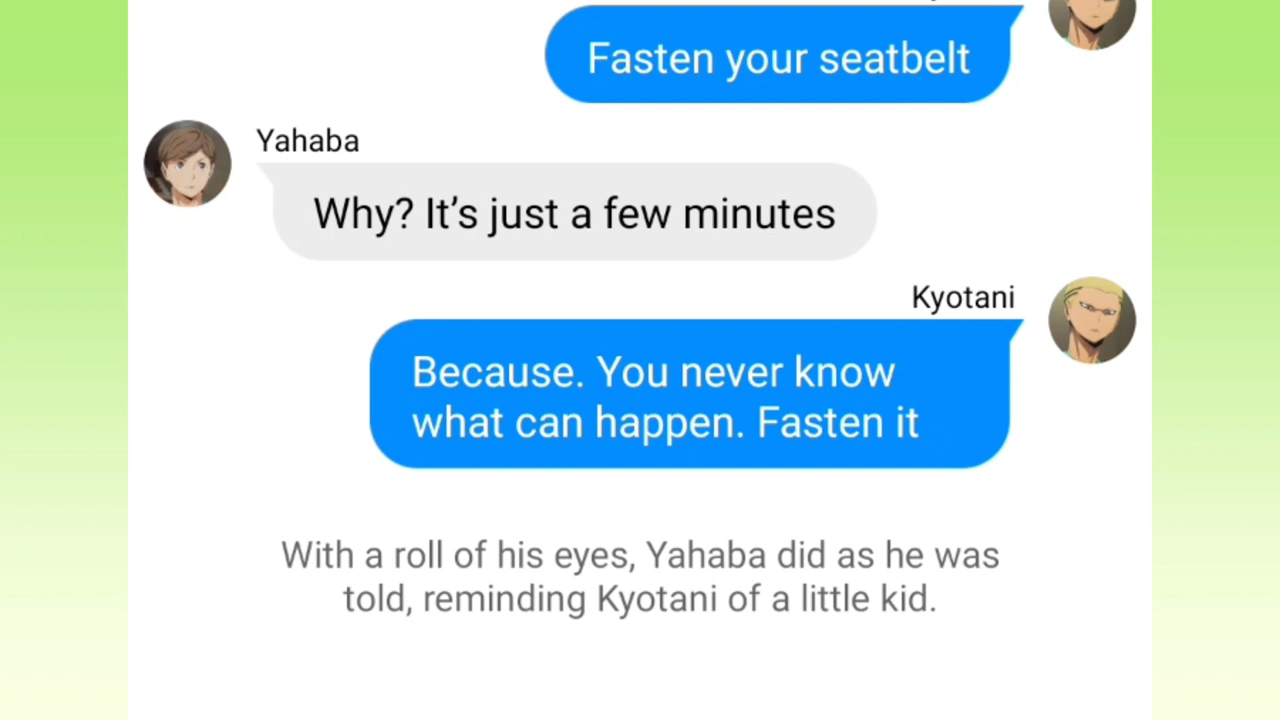 Fasten your seatbelt
Yahaba
Why? It’s just a few minutes
Kyotani
Because. You never know
what can happen. Fasten it
With a roll of his eyes, Yahaba did as he was
told, reminding Kyotani of a little kid.